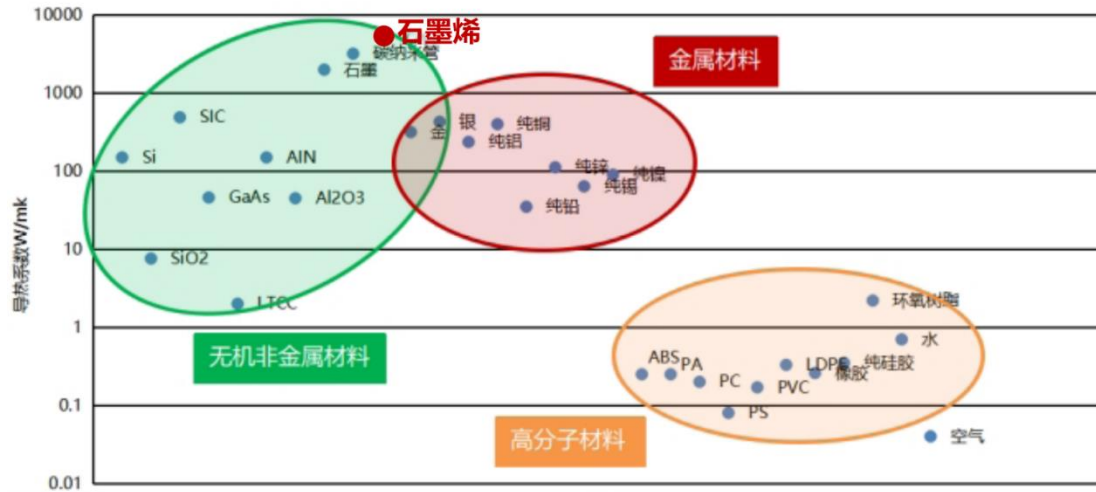 10000
1000
100
10
1
0.1
0.01
导热系数W/mk
石墨烯
碳纳米管
石墨
SIC
Si
AlN
GaAs
Al2O3
SiO2
LTCC
无机非金属材料
金属材料
金
银
纯铜
纯铝
纯锌
纯镍
纯锡
纯铅
环氧树脂
水
ABS
PA
PC
PS
PVC
LDPE
橡胶
纯硅胶
空气
高分子材料